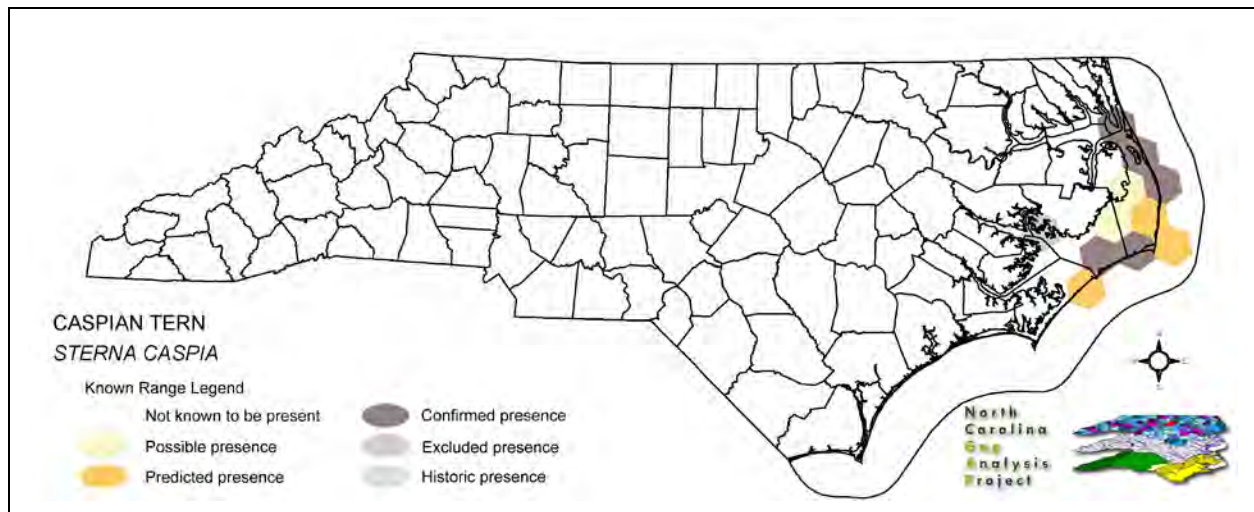 CASPIAN TERN
STERNA CASPIA
Known Range Legend
Not known to be present
Possible presence
Predicted presence
Confirmed presence
Excluded presence
Historic presence
North
Carolina
Gap
Analysis
Project